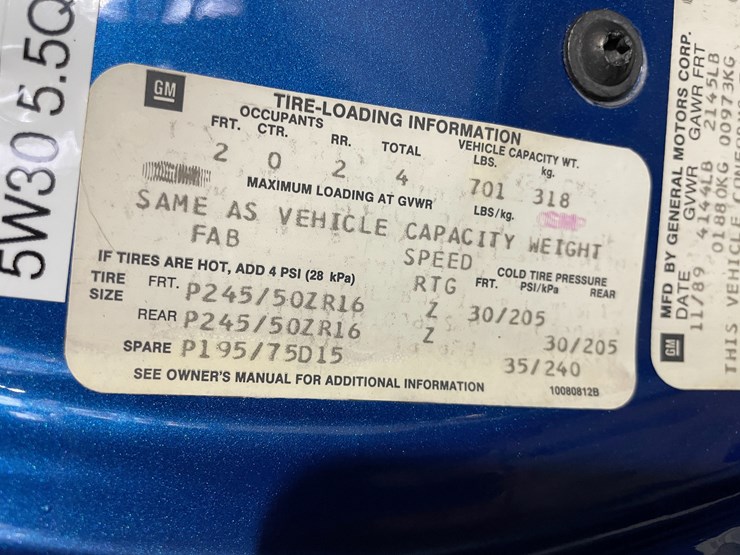 5W30 5.5Q
GM
TIRE-LOADING INFORMATION
OCCUPANTS VEHICLE CAPACITY WT.
FRT. CTR. RR. TOTAL LBS. kg.
2 0 2 4 701 318
MAXIMUM LOADING AT GVWR LBS/kg.
SAME AS VEHICLE CAPACITY WEIGHT
FAB SPEED COLD TIRE PRESSURE
IF TIRES ARE HOT, ADD 4 PSI (28 kPa) RTG FRT. PSI/kPa REAR
TIRE SIZE FRT. P245/50ZR16 Z 30/205
REAR P245/50ZR16 Z 30/205
SPARE P195/75D15 35/240
SEE OWNER'S MANUAL FOR ADDITIONAL INFORMATION 10080812B
GM MFD BY GENERAL MOTORS CORP.
DATE GVWR GAWR FRT
11/89 4144LB 2145LB
01880KG 00973KG
THIS VEHICLE